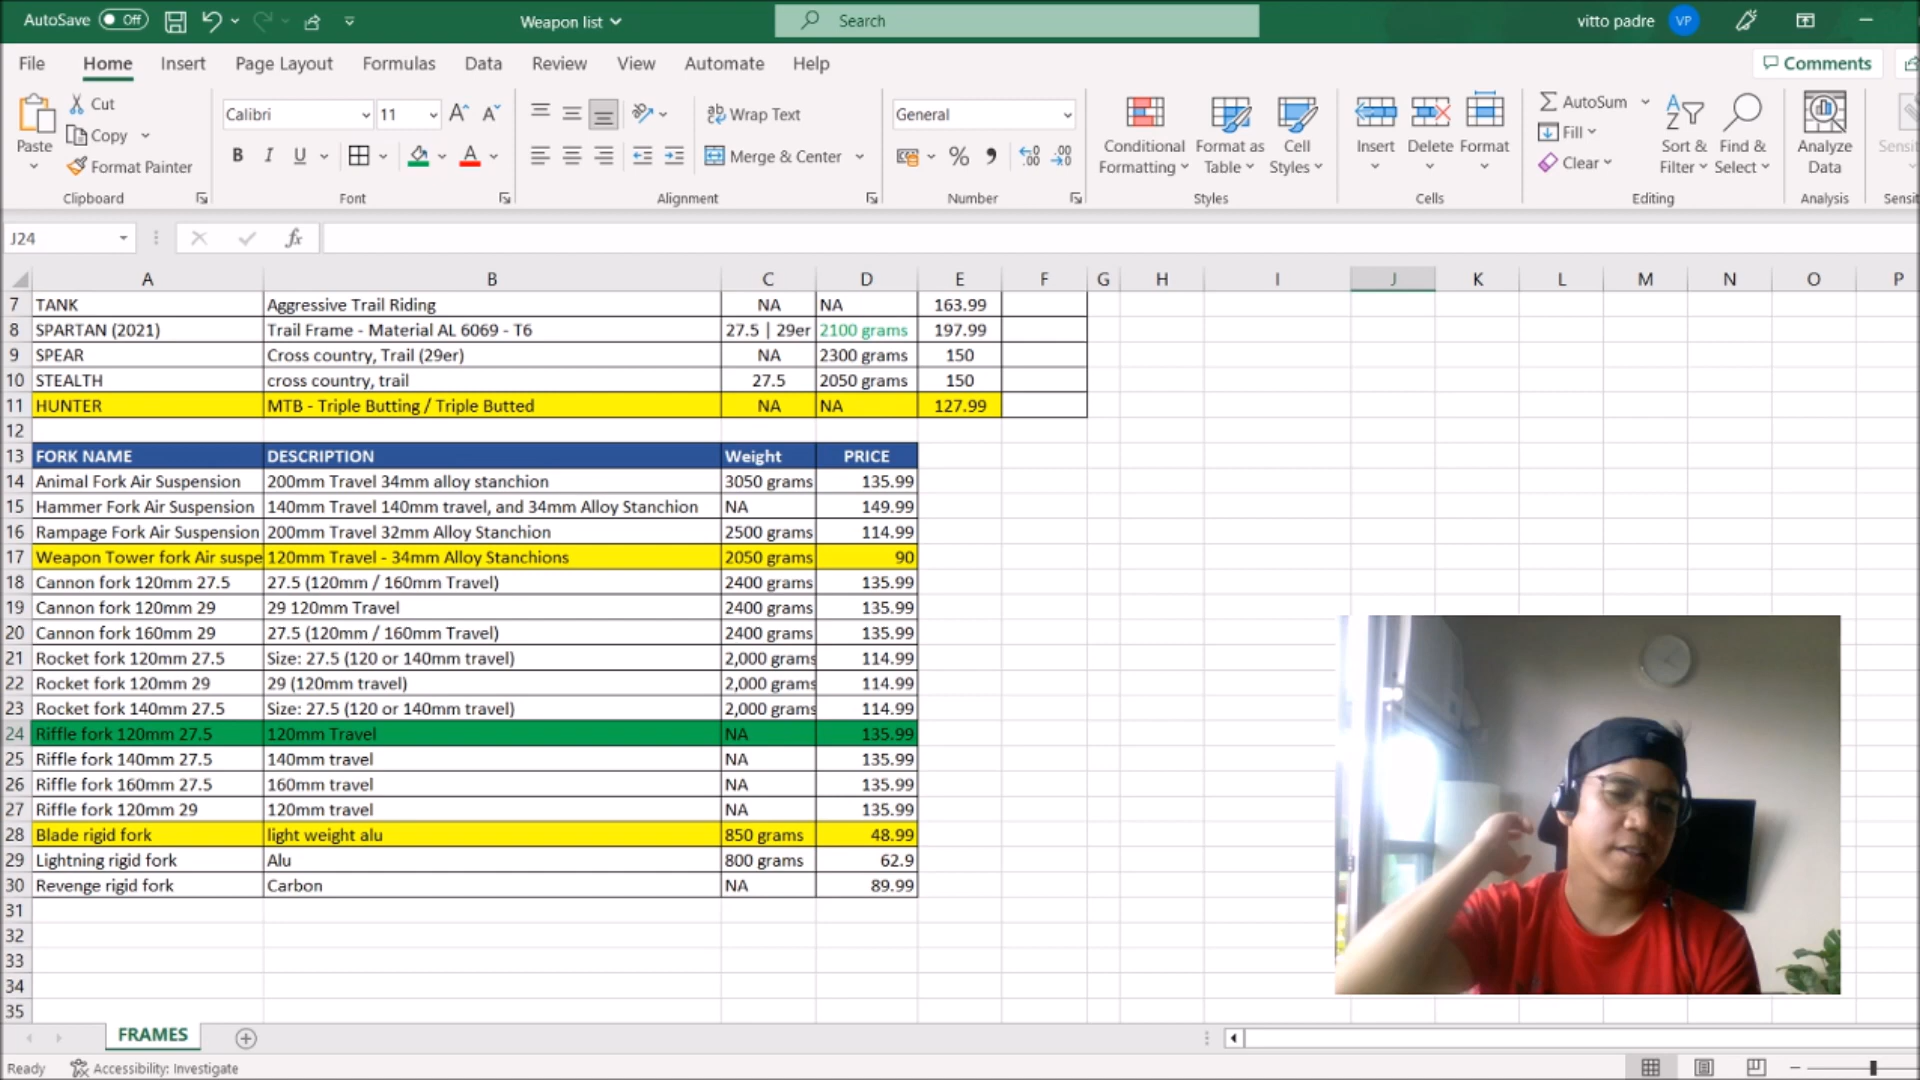 AutoSave Off Weapon list Search vitto padre VP
File Home Insert Page Layout Formulas Data Review View Automate Help Comments
Paste Cut Copy Format Painter Clipboard
Calibri 11 B I U A Font
Wrap Text Merge & Center Alignment
General % Number
Conditional Formatting Format as Table Cell Styles Styles
Insert Delete Format Cells
AutoSum Fill Clear Sort & Filter Find & Select Editing
Analyze Data Analysis
J24 fx
A B C D E F G H I J K L M N O P
7 TANK Aggressive Trail Riding NA NA 163.99
8 SPARTAN (2021) Trail Frame - Material AL 6069 - T6 27.5 | 29er 2100 grams 197.99
9 SPEAR Cross country, Trail (29er) NA 2300 grams 150
10 STEALTH cross country, trail 27.5 2050 grams 150
11 HUNTER MTB - Triple Butting / Triple Butted NA NA 127.99
12
13 FORK NAME DESCRIPTION Weight PRICE
14 Animal Fork Air Suspension 200mm Travel 34mm alloy stanchion 3050 grams 135.99
15 Hammer Fork Air Suspension 140mm Travel 140mm travel, and 34mm Alloy Stanchion NA 149.99
16 Rampage Fork Air Suspension 200mm Travel 32mm Alloy Stanchion 2500 grams 114.99
17 Weapon Tower fork Air suspe 120mm Travel - 34mm Alloy Stanchions 2050 grams 90
18 Cannon fork 120mm 27.5 27.5 (120mm / 160mm Travel) 2400 grams 135.99
19 Cannon fork 120mm 29 29 120mm Travel 2400 grams 135.99
20 Cannon fork 160mm 29 27.5 (120mm / 160mm Travel) 2400 grams 135.99
21 Rocket fork 120mm 27.5 Size: 27.5 (120 or 140mm travel) 2,000 grams 114.99
22 Rocket fork 120mm 29 29 (120mm travel) 2,000 grams 114.99
23 Rocket fork 140mm 27.5 Size: 27.5 (120 or 140mm travel) 2,000 grams 114.99
24 Riffle fork 120mm 27.5 120mm Travel NA 135.99
25 Riffle fork 140mm 27.5 140mm travel NA 135.99
26 Riffle fork 160mm 27.5 160mm travel NA 135.99
27 Riffle fork 120mm 29 120mm travel NA 135.99
28 Blade rigid fork light weight alu 850 grams 48.99
29 Lightning rigid fork Alu 800 grams 62.9
30 Revenge rigid fork Carbon NA 89.99
31
32
33
34
35
FRAMES
Ready Accessibility: Investigate